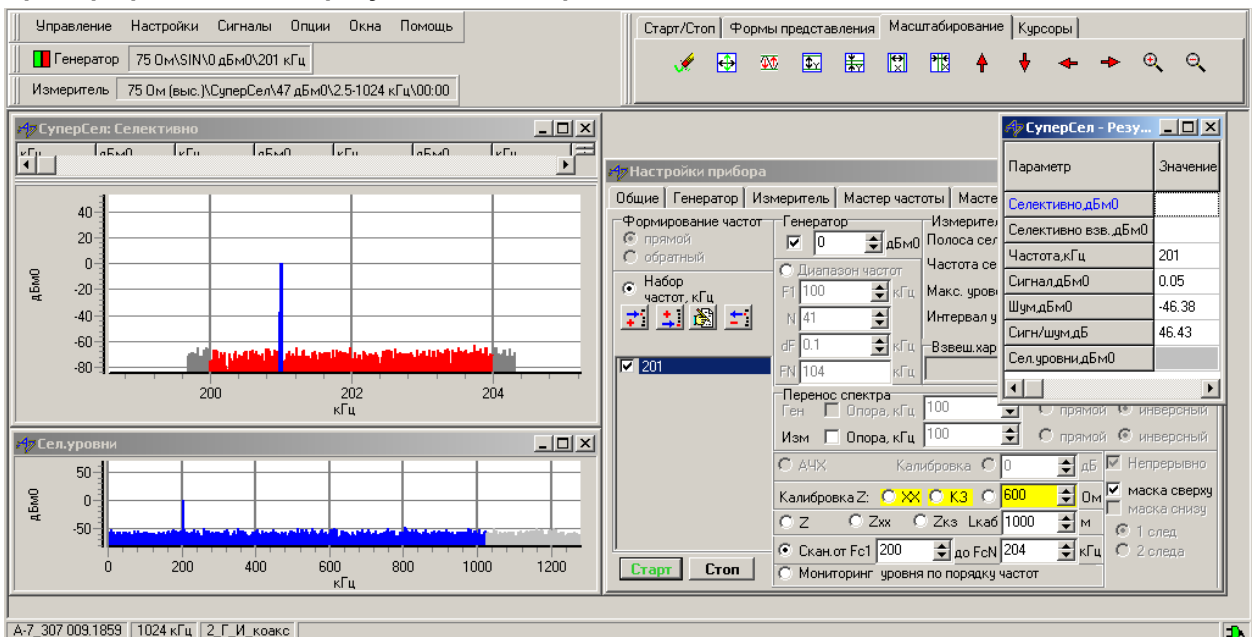 Управление Настройки Сигналы Опции Окна Помощь
Генератор 75 Ом\SIN\0 дБм0\201 кГц
Измеритель 75 Ом (выс.)\СуперСел\47 дБм0\2.5-1024 кГц\00:00
Старт/Стоп Формы представления Масштабирование Курсоры
СуперСел: Селективно
кГц дБм0 кГц дБм0 кГц дБм0 кГц
дБм0
40
20
0
-20
-40
-60
-80
200 202 204
кГц
Сел.уровни
дБм0
50
0
-50
0 200 400 600 800 1000 1200
кГц
Настройки прибора
Общие Генератор Измеритель Мастер частоты Масте
Формирование частот
прямой
обратный
Набор
частот, кГц
201
Старт Стоп
Генератор
0 дБм0
Диапазон частот
F1 100 кГц
N 41
dF 0.1 кГц
FN 104 кГц
Измерите
Полоса сел
Частота се
Макс. уров
Интервал у
Взвеш.хар
Перенос спектра
Ген Опора, кГц 100 прямой инверсный
Изм Опора, кГц 100 прямой инверсный
АЧХ Калибровка 0 дБ Непрерывно
Калибровка Z: XX КЗ 600 Ом маска сверху
маска снизу
Z Zхх Zкз Lкаб 1000 м 1 след
Скан.от Fc1 200 до FcN 204 кГц 2 следа
Мониторинг уровня по порядку частот
СуперСел - Резу...
Параметр Значение
Селективно,дБм0
Селективно взв.,дБм0
Частота,кГц 201
Сигнал,дБм0 0.05
Шум,дБм0 -46.38
Сигн/шум,дБ 46.43
Сел.уровни,дБм0
А-7_307 009.1859 1024 кГц 2_Г_И_коакс